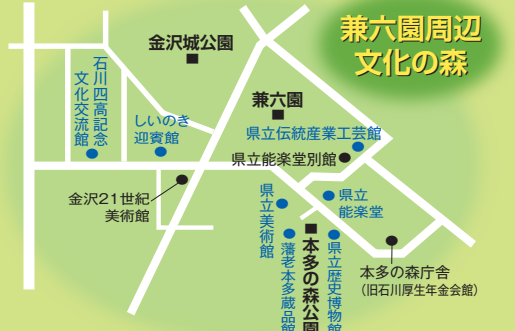 兼六園周辺
文化の森
金沢城公園
石川四高記念
文化交流館
しいのき
迎賓館
兼六園
県立伝統産業工芸館
県立能楽堂別館
金沢21世紀
美術館
県立美術館
県立
能楽堂
藩老本多蔵品館
本多の森公園
県立歴史博物館
本多の森庁舎
（旧石川厚生年金会館）